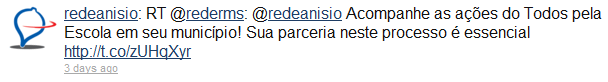 redeanisio: RT @rederms: @redeanisio Acompanhe as ações do Todos pela
Escola em seu município! Sua parceria neste processo é essencial
http://t.co/zUHqXyr
3 days ago